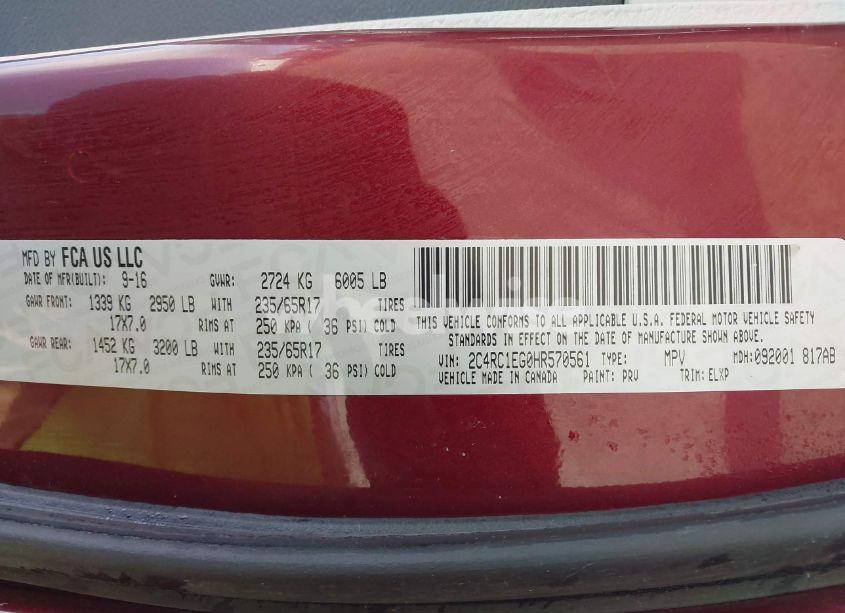 MFD BY FCA US LLC
DATE OF MFR(BUILT): 9-16 GVWR: 2724 KG 6005 LB
GAWR FRONT: 1339 KG 2950 LB WITH 235/65R17 TIRES
17X7.0 RIMS AT 250 KPA ( 36 PSI) COLD
GAWR REAR: 1452 KG 3200 LB WITH 235/65R17 TIRES
17X7.0 RIMS AT 250 KPA ( 36 PSI) COLD
THIS VEHICLE CONFORMS TO ALL APPLICABLE U.S.A. FEDERAL MOTOR VEHICLE SAFETY
STANDARDS IN EFFECT ON THE DATE OF MANUFACTURE SHOWN ABOVE.
VIN: 2C4RC1EG0HR570561 TYPE: MPV MDH:092001 817AB
VEHICLE MADE IN CANADA PAINT: PRV TRIM: ELXP